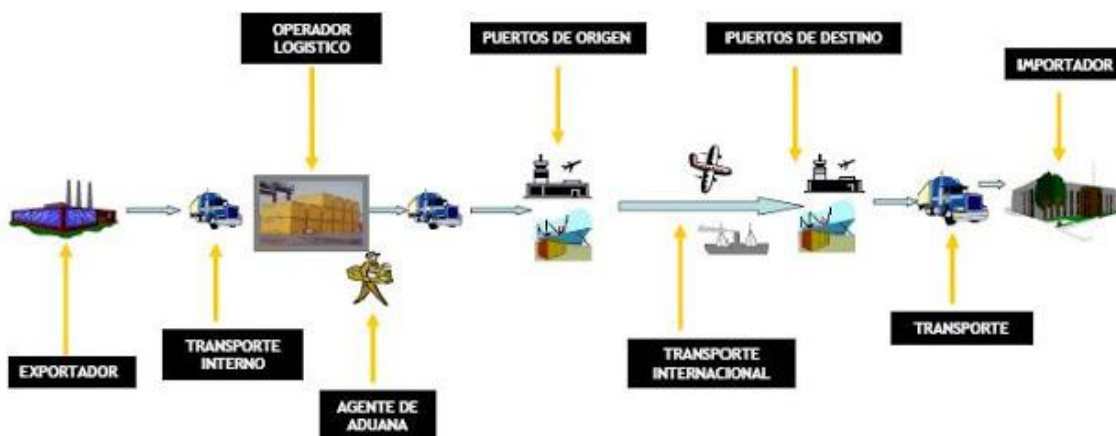 OPERADOR
LOGISTICO
PUERTOS DE ORIGEN
PUERTOS DE DESTINO
IMPORTADOR
EXPORTADOR
TRANSPORTE
INTERNO
AGENTE DE
ADUANA
TRANSPORTE
INTERNACIONAL
TRANSPORTE